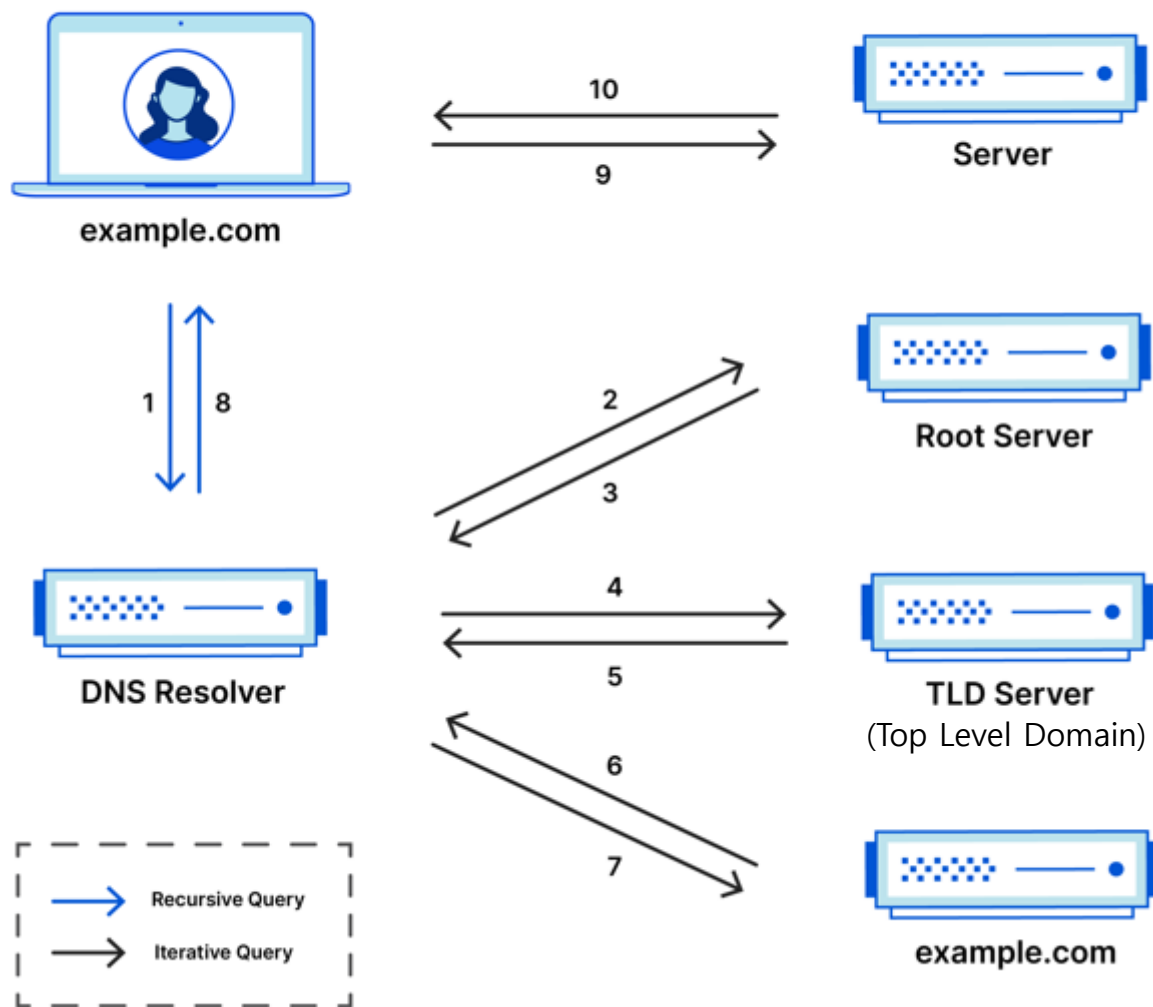 10
9
Server
example.com
1
8
2
3
Root Server
4
5
DNS Resolver
TLD Server
(Top Level Domain)
6
7
Recursive Query
Iterative Query
example.com